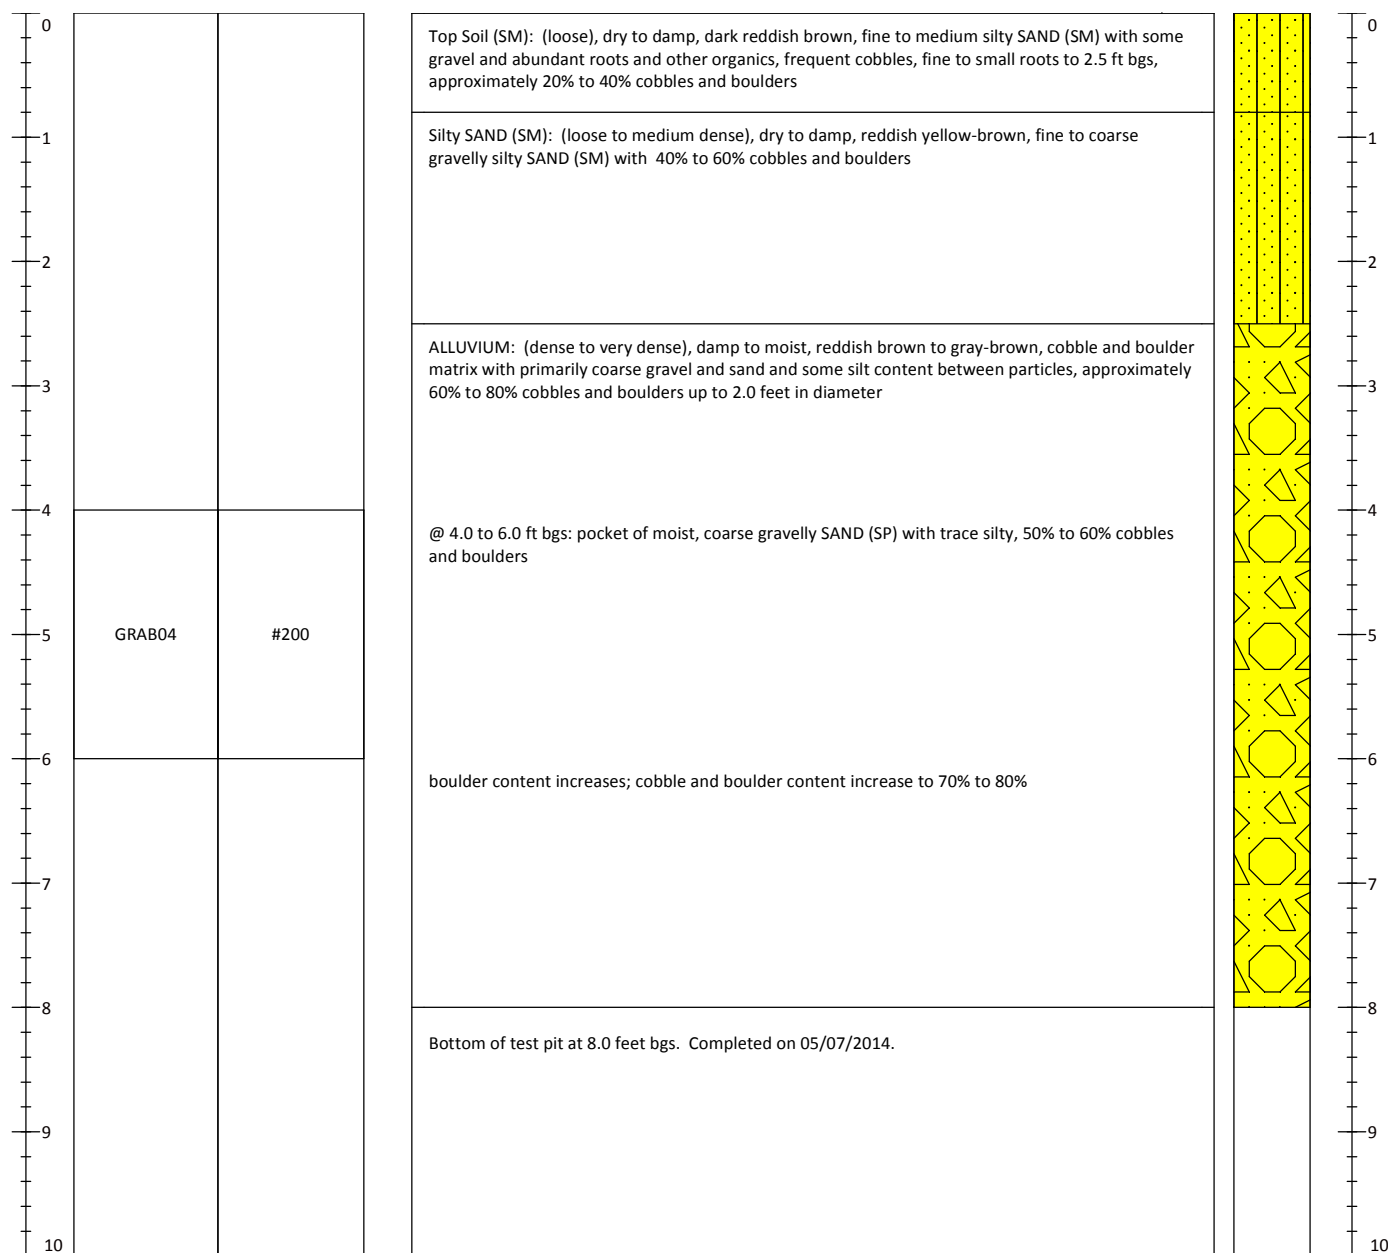 0
1
2
3
4
5
6
7
8
9
10
GRAB04
#200
Top Soil (SM):  (loose), dry to damp, dark reddish brown, fine to medium silty SAND (SM) with some
gravel and abundant roots and other organics, frequent cobbles, fine to small roots to 2.5 ft bgs,
approximately 20% to 40% cobbles and boulders
Silty SAND (SM):  (loose to medium dense), dry to damp, reddish yellow-brown, fine to coarse
gravelly silty SAND (SM) with  40% to 60% cobbles and boulders
ALLUVIUM:  (dense to very dense), damp to moist, reddish brown to gray-brown, cobble and boulder
matrix with primarily coarse gravel and sand and some silt content between particles, approximately
60% to 80% cobbles and boulders up to 2.0 feet in diameter
@ 4.0 to 6.0 ft bgs: pocket of moist, coarse gravelly SAND (SP) with trace silty, 50% to 60% cobbles
and boulders
boulder content increases; cobble and boulder content increase to 70% to 80%
Bottom of test pit at 8.0 feet bgs.  Completed on 05/07/2014.
0
1
2
3
4
5
6
7
8
9
10